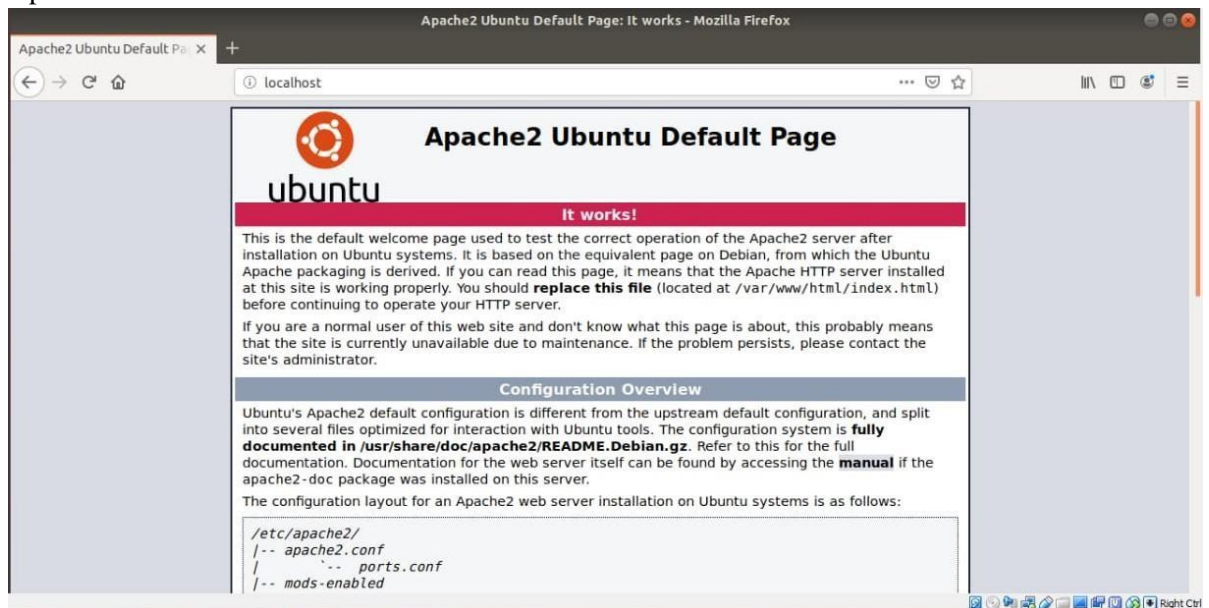 Apache2 Ubuntu Default Page: It works - Mozilla Firefox
Apache2 Ubuntu Default Pa
localhost
Apache2 Ubuntu Default Page
ubuntu
It works!
This is the default welcome page used to test the correct operation of the Apache2 server after
installation on Ubuntu systems. It is based on the equivalent page on Debian, from which the Ubuntu
Apache packaging is derived. If you can read this page, it means that the Apache HTTP server installed
at this site is working properly. You should replace this file (located at /var/www/html/index.html)
before continuing to operate your HTTP server.
If you are a normal user of this web site and don't know what this page is about, this probably means
that the site is currently unavailable due to maintenance. If the problem persists, please contact the
site's administrator.
Configuration Overview
Ubuntu's Apache2 default configuration is different from the upstream default configuration, and split
into several files optimized for interaction with Ubuntu tools. The configuration system is fully
documented in /usr/share/doc/apache2/README.Debian.gz. Refer to this for the full
documentation. Documentation for the web server itself can be found by accessing the manual if the
apache2-doc package was installed on this server.
The configuration layout for an Apache2 web server installation on Ubuntu systems is as follows:
/etc/apache2/
|-- apache2.conf
|       `--  ports.conf
|-- mods-enabled
Right Ctrl